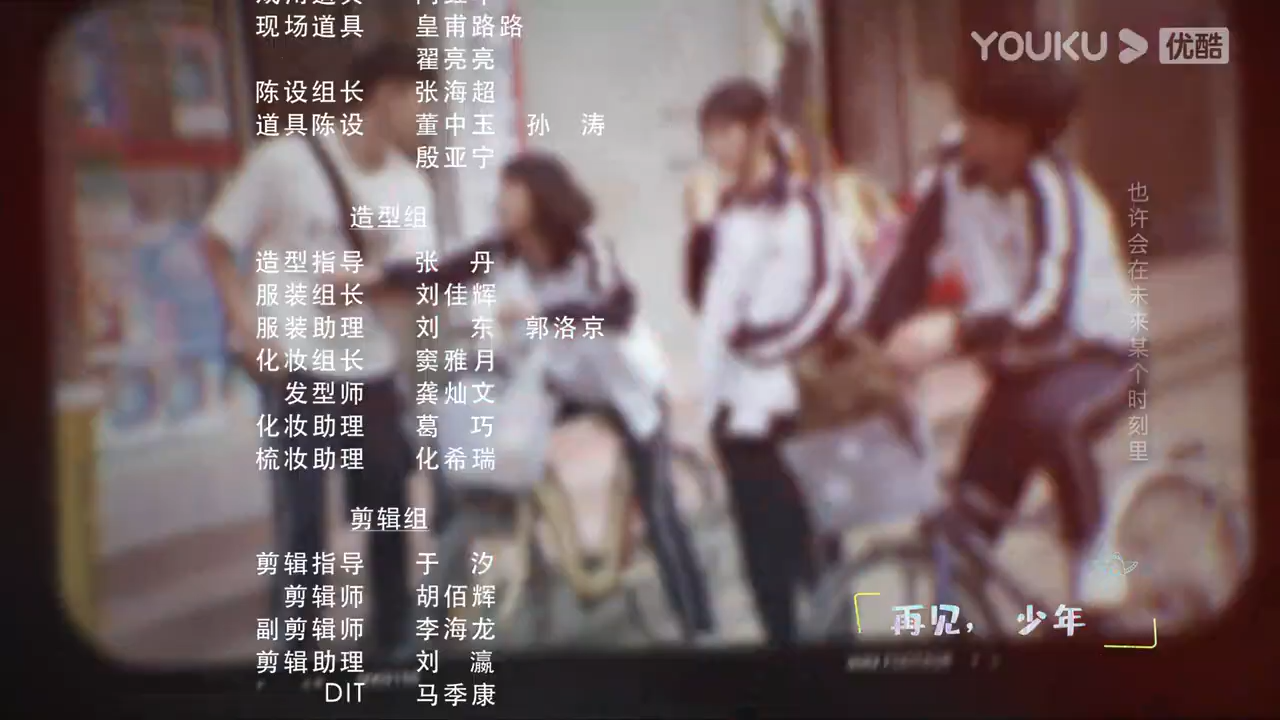 现场道具 皇甫路路
翟亮亮
陈设组长 张海超
道具陈设 董中玉 孙 涛
殷亚宁
造型组
造型指导 张 丹
服装组长 刘佳辉
服装助理 刘 东 郭洛京
化妆组长 窦雅月
发型师 龚灿文
化妆助理 葛 巧
梳妆助理 化希瑞
剪辑组
剪辑指导 于 汐
剪辑师 胡佰辉
副剪辑师 李海龙
剪辑助理 刘 瀛
DIT 马季康
YOUKU 优酷
也许会在未来某个时刻里
再见，少年